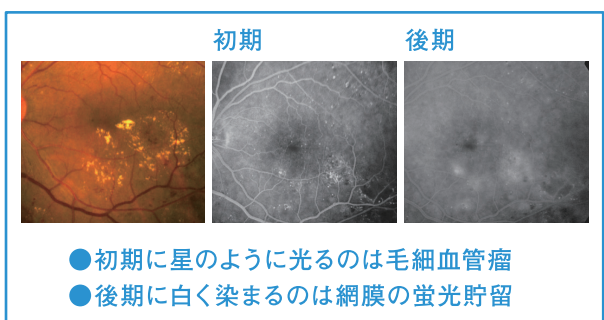 初期 後期
●初期に星のように光るのは毛細血管瘤
●後期に白く染まるのは網膜の蛍光貯留